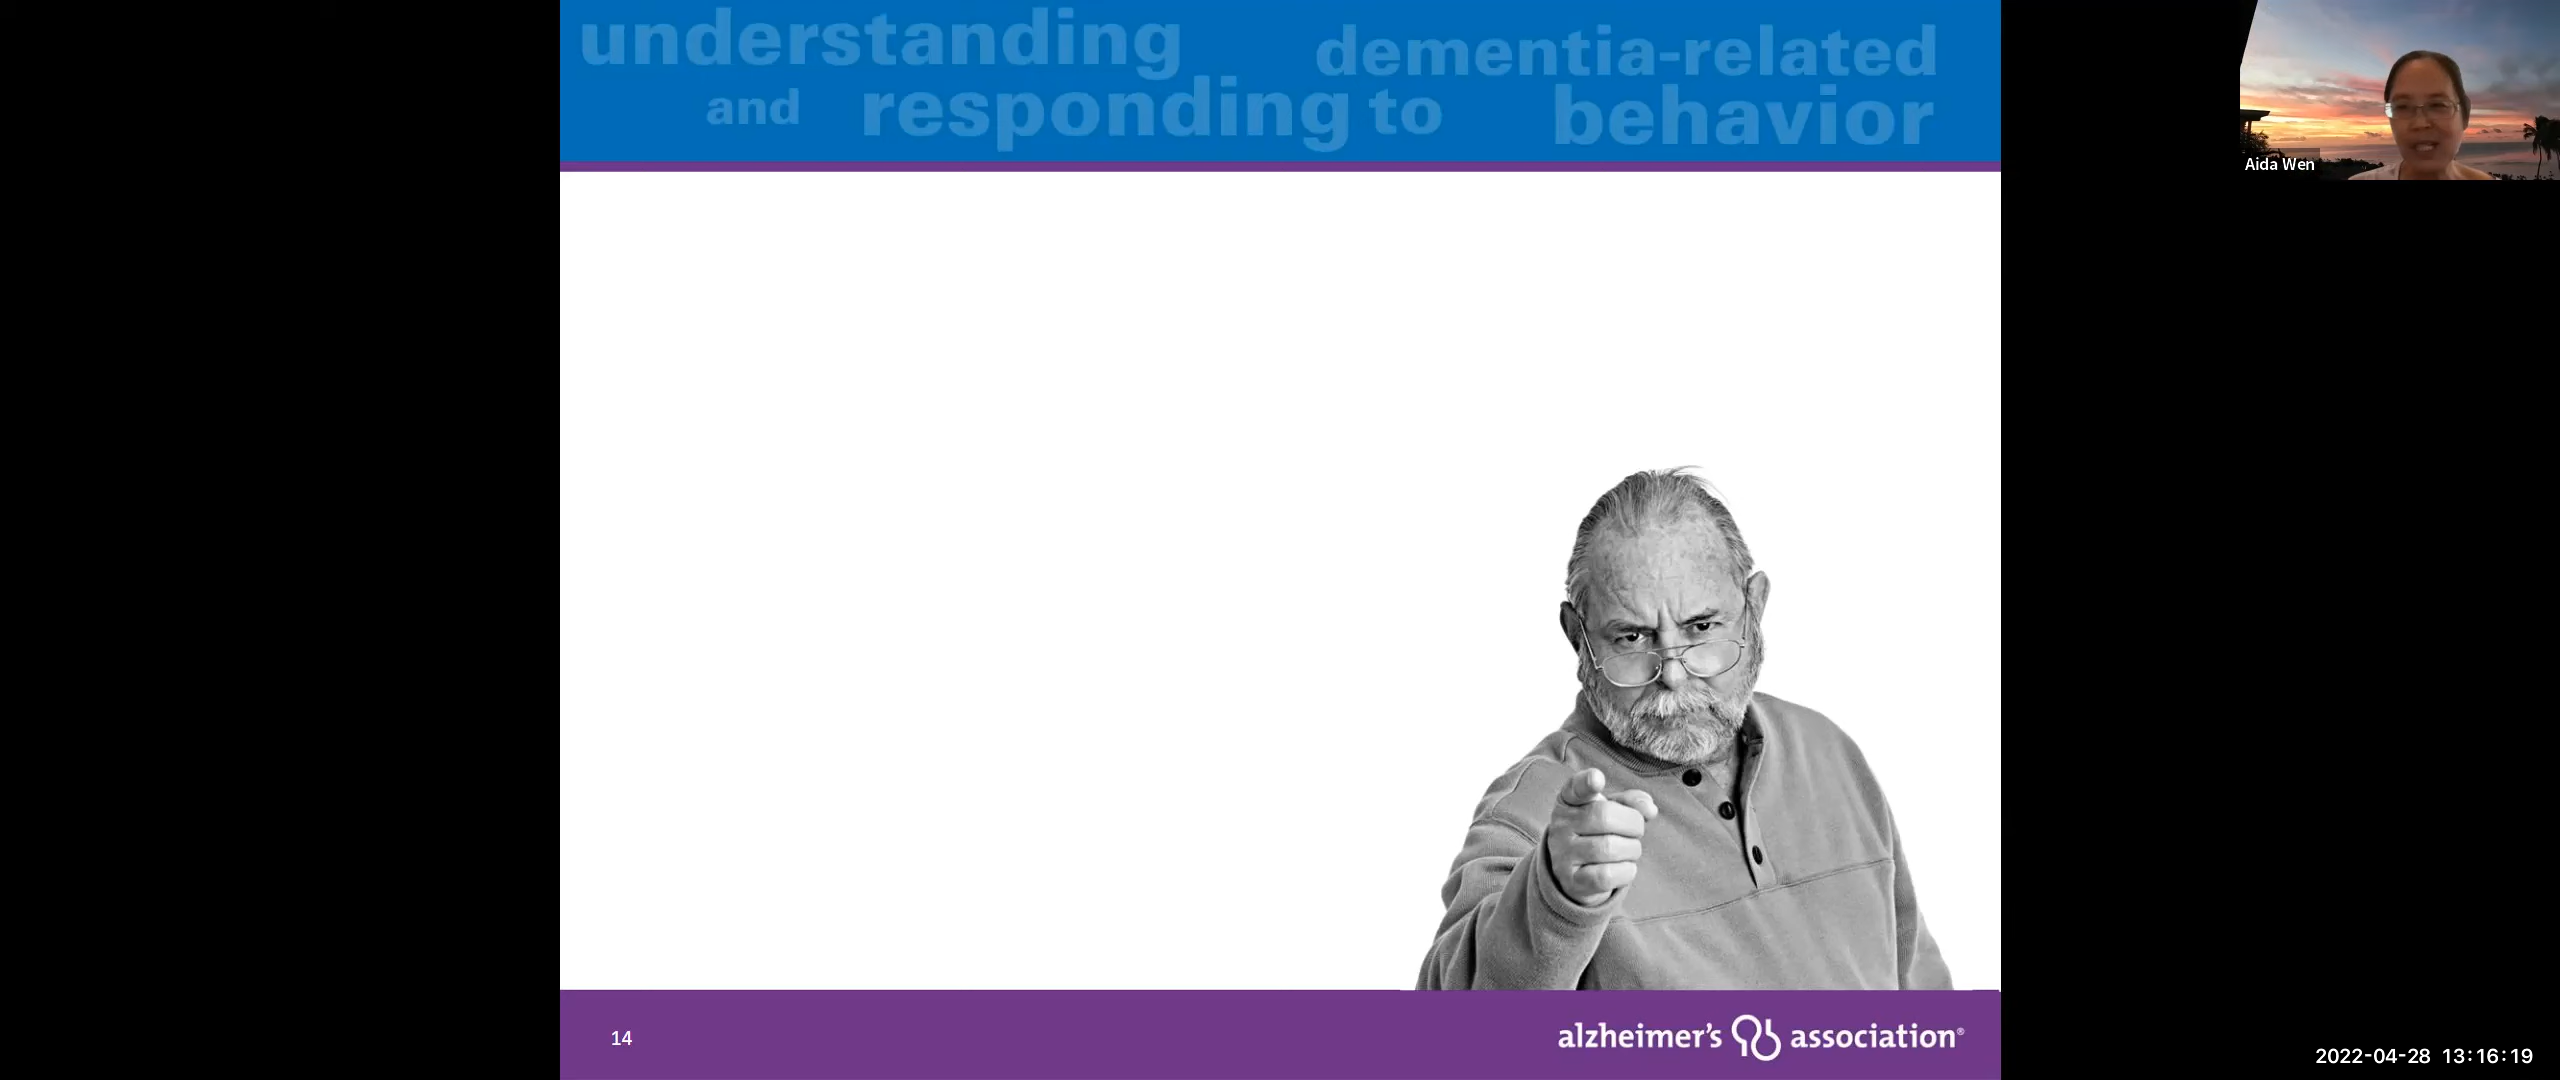 understanding dementia-related
and responding to behavior
Aida Wen
14
alzheimer's association®
2022-04-28 13:16:19